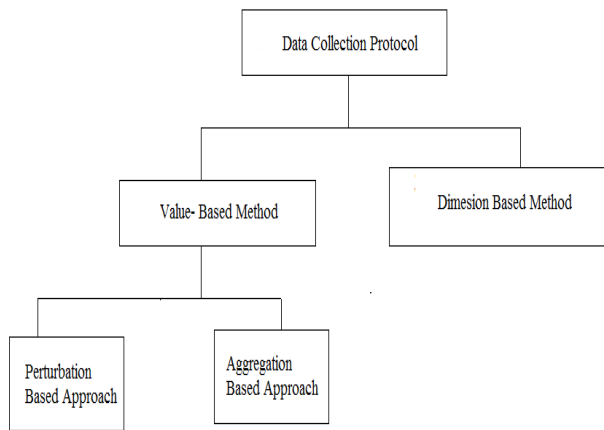 Data Collection Protocol
Value- Based Method
Dimesion Based Method
Perturbation
Based Approach
Aggregation
Based Approach